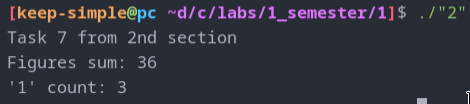 [keep-simple@pc ~d/c/labs/1_semester/1]$ ./"2"
Task 7 from 2nd section
Figures sum: 36
'1' count: 3